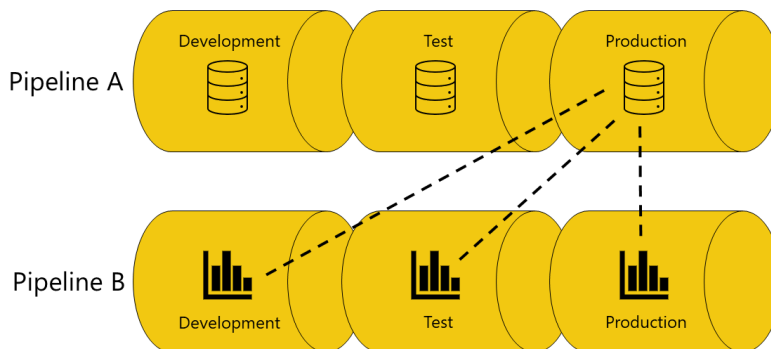 Development Test Production
Pipeline A
Pipeline B
Development Test Production